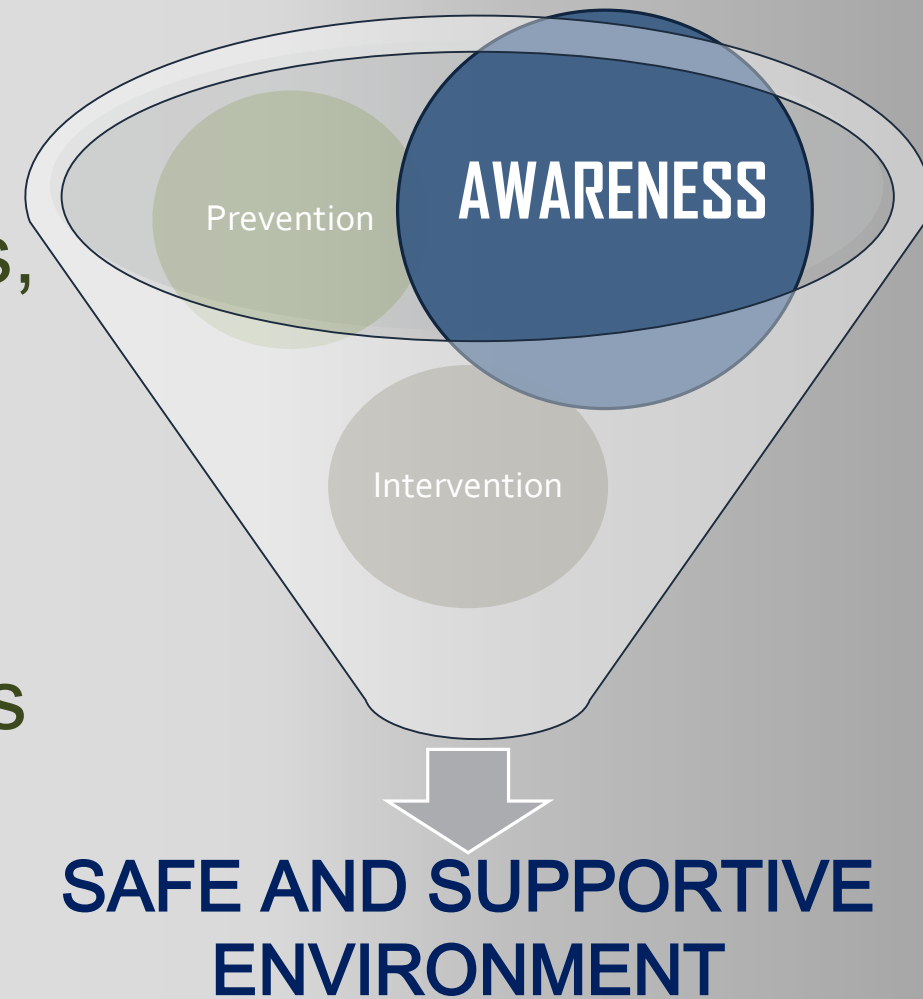 AWARENESS
Prevention
s,
Intervention
s
SAFE AND SUPPORTIVE
ENVIRONMENT